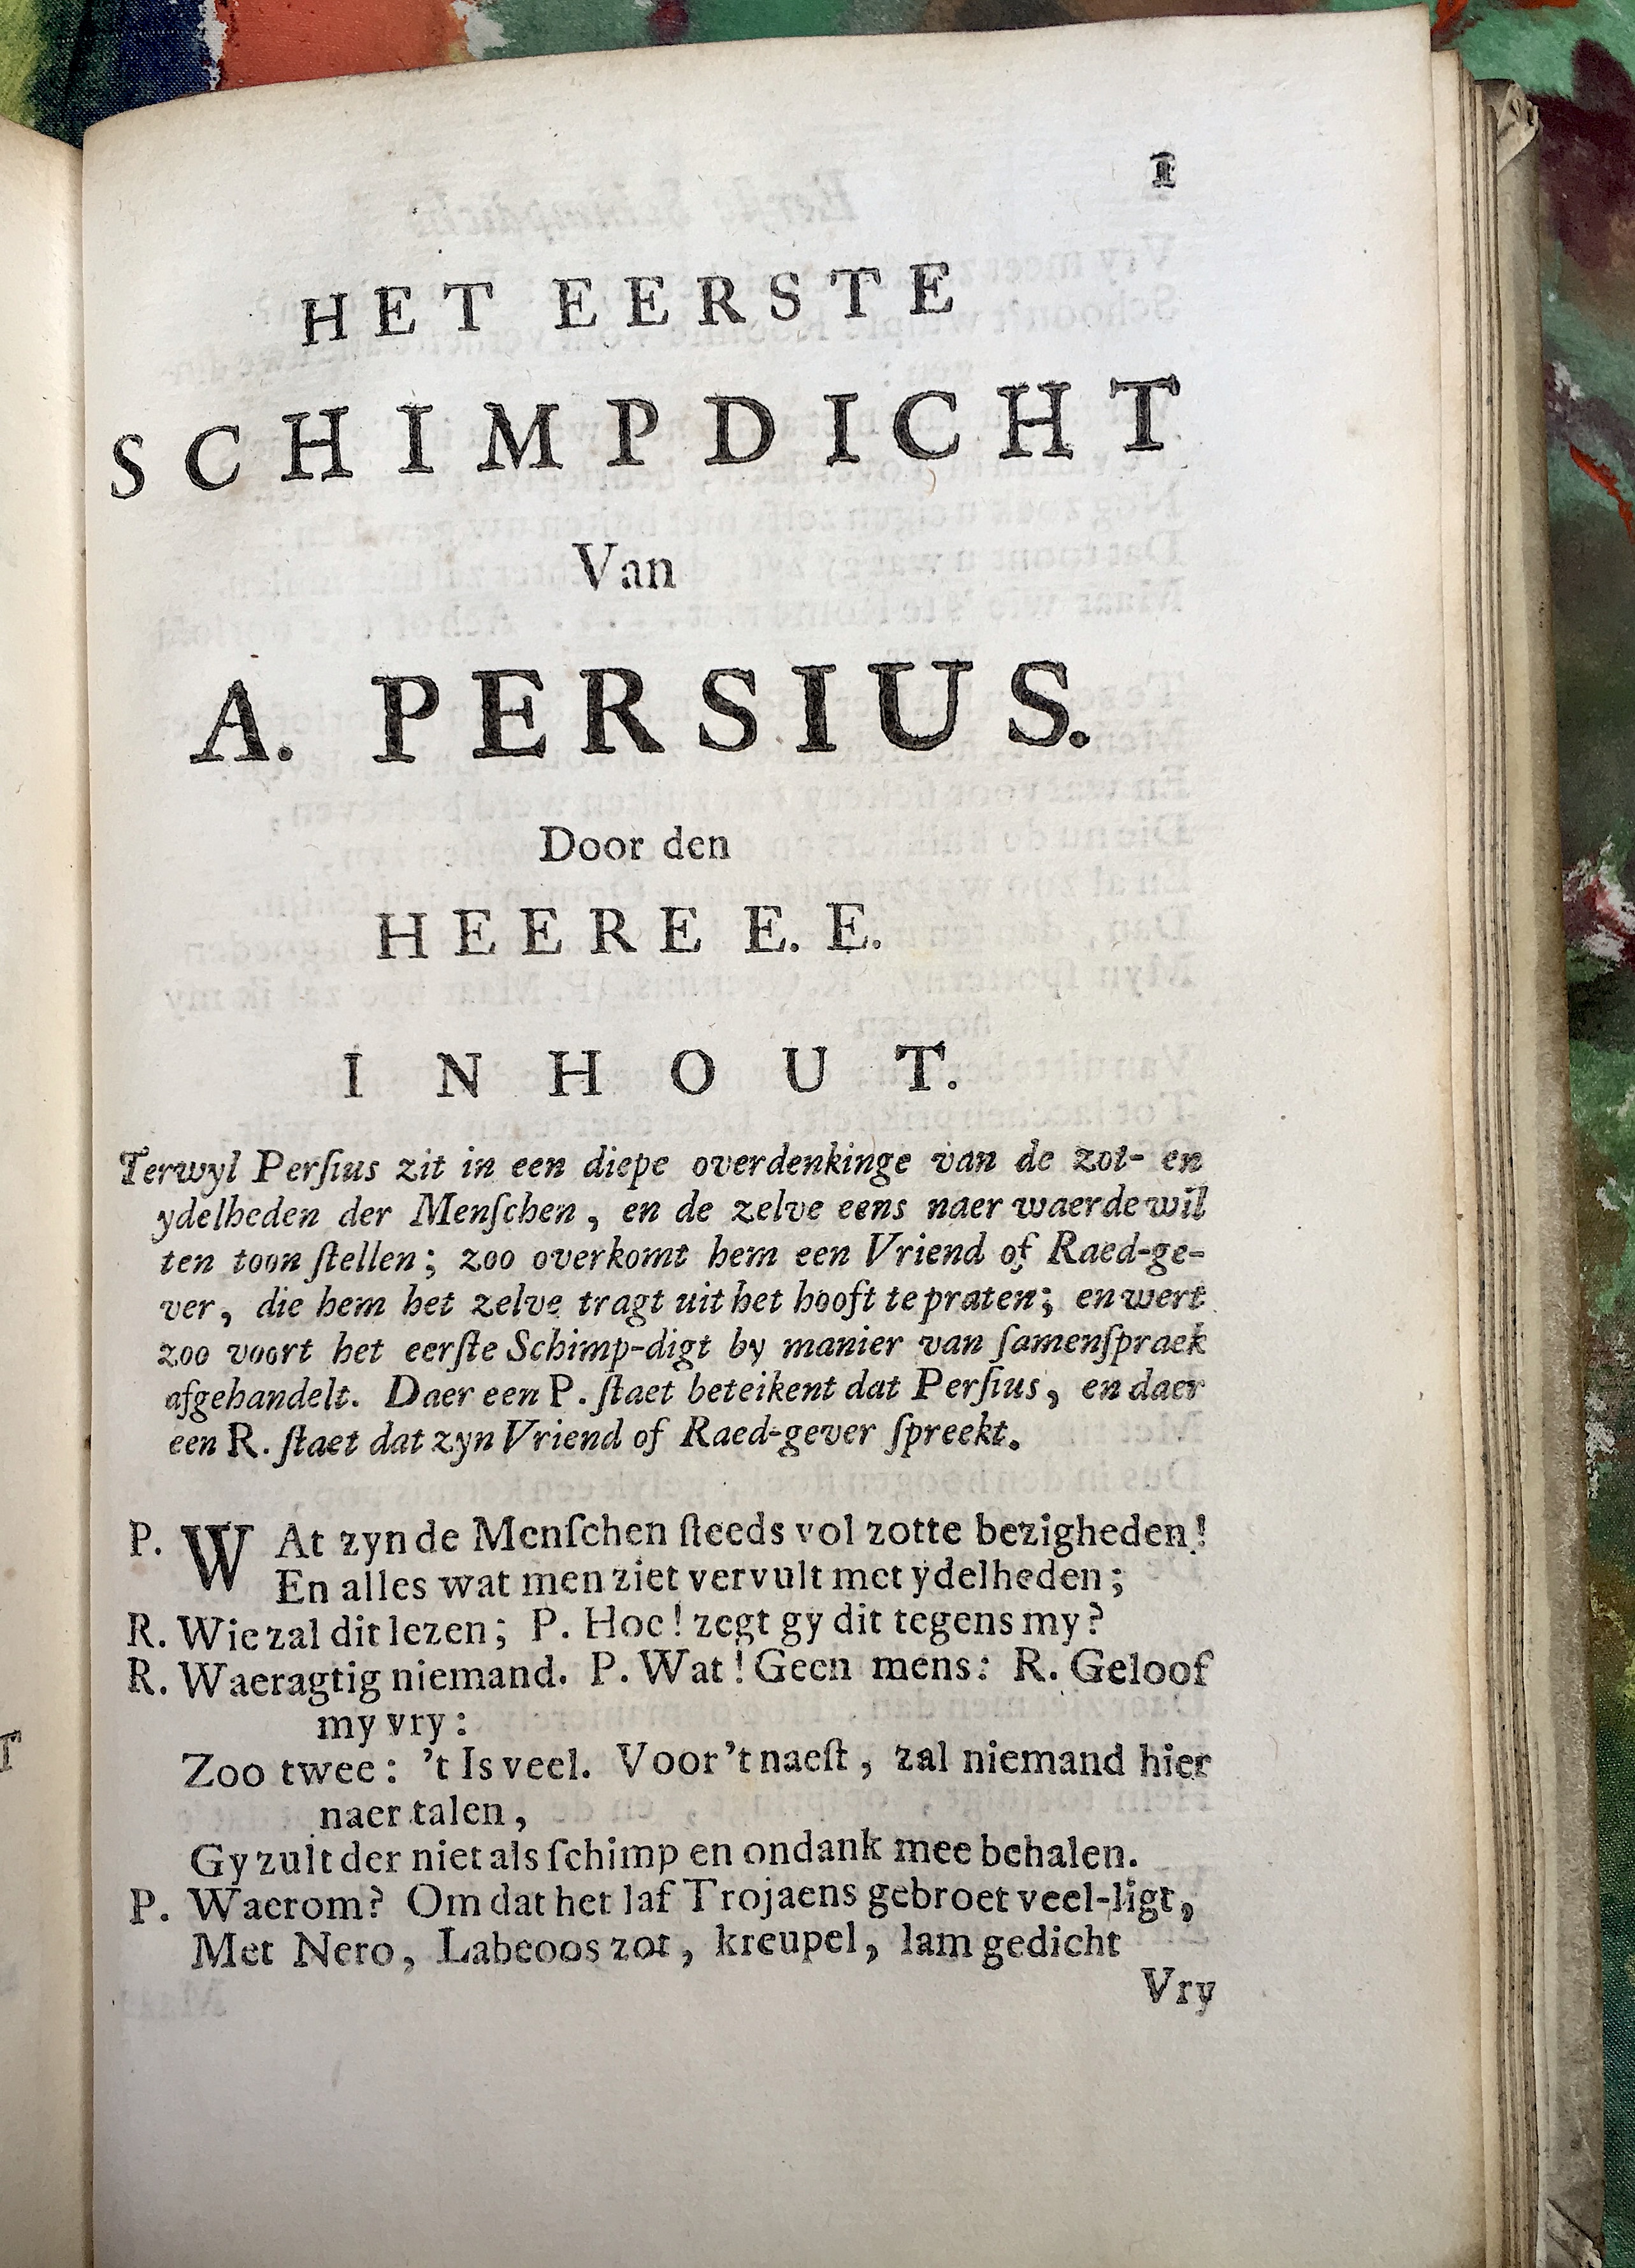 1
HET EERSTE
SCHIMPDICHT
Van
A. PERSIUS.
Door den
HEERE E. E.
INHOUT.
Terwyl Perſius zit in een diepe overdenkinge van de zot- en
ydelheden der Menſchen, en de zelve eens naer waerde wil
ten toon ſtellen; zoo overkomt hem een Vriend of Raed-ge-
ver, die hem het zelve tragt uit het hooft te praten; en wert
zoo voort het eerſte Schimp-digt by manier van ſamenſpraek
afgehandelt. Daer een P. ſtaet beteikent dat Perſius, en daer
een R. ſtaet dat zyn Vriend of Raed-gever ſpreekt.
P. WAt zyn de Menſchen ſteeds vol zotte bezigheden!
En alles wat men ziet vervult met ydelheden;
R. Wie zal dit lezen; P. Hoe! zegt gy dit tegens my?
R. Waeragtig niemand. P. Wat! Geen mens: R. Geloof
my vry:
Zoo twee: 't Is veel. Voor 't naeſt, zal niemand hier
naer talen,
Gy zult der niet als ſchimp en ondank mee behalen.
P. Waerom? Om dat het laf Trojaens gebroet veel-ligt,
Met Nero, Labeoos zot, kreupel, lam gedicht
Vry